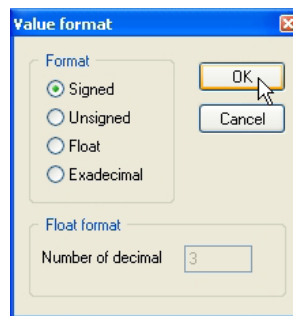 Value format
Format
Signed
Unsigned
Float
Exadecimal
OK
Cancel
Float format
Number of decimal 3